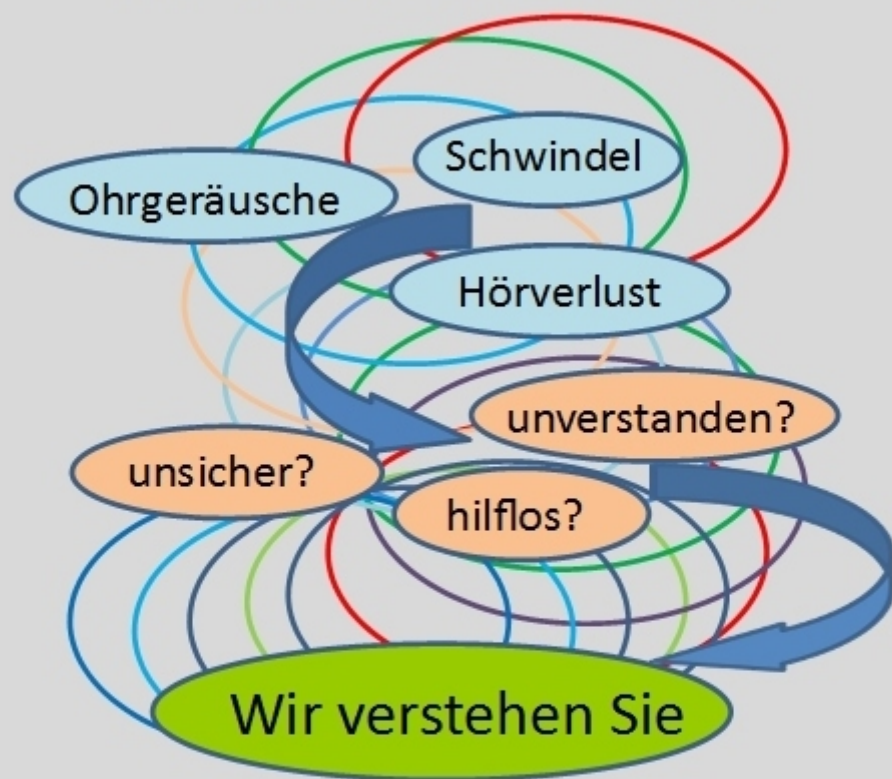 Schwindel
Ohrgeräusche
Hörverlust
unverstanden?
unsicher?
hilflos?
Wir verstehen Sie